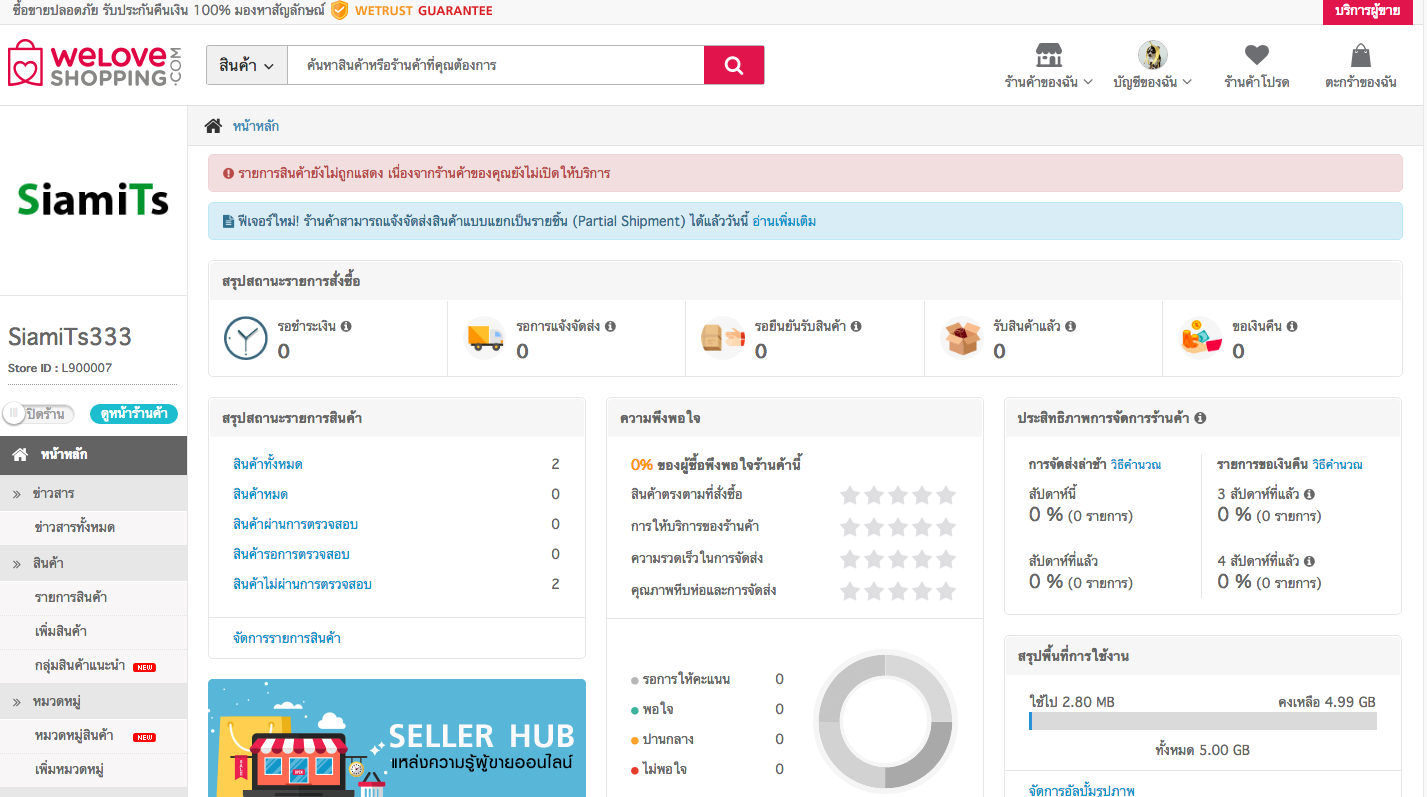 ซื้อขายปลอดภัย รับประกันคืนเงิน 100% มองหาสัญลักษณ์ WETRUST GUARANTEE
บริการผู้ขาย
weLove SHOPPING.COM
สินค้า
ค้นหาสินค้าหรือร้านค้าที่คุณต้องการ
ร้านค้าของฉัน
บัญชีของฉัน
ร้านค้าโปรด
ตะกร้าของฉัน
SiamiTs
SiamiTs333
Store ID : L900007
ปิดร้าน
ดูหน้าร้านค้า
หน้าหลัก
» ข่าวสาร
ข่าวสารทั้งหมด
» สินค้า
รายการสินค้า
เพิ่มสินค้า
กลุ่มสินค้าแนะนำ NEW
» หมวดหมู่
หมวดหมู่สินค้า NEW
เพิ่มหมวดหมู่
หน้าหลัก
รายการสินค้ายังไม่ถูกแสดง เนื่องจากร้านค้าของคุณยังไม่เปิดให้บริการ
ฟีเจอร์ใหม่! ร้านค้าสามารถแจ้งจัดส่งสินค้าแบบแยกเป็นรายชิ้น (Partial Shipment) ได้แล้ววันนี้ อ่านเพิ่มเติม
สรุปสถานะรายการสั่งซื้อ
รอชำระเงิน
0
รอการแจ้งจัดส่ง
0
รอยืนยันรับสินค้า
0
รับสินค้าแล้ว
0
ขอเงินคืน
0
สรุปสถานะรายการสินค้า
สินค้าทั้งหมด 2
สินค้าหมด 0
สินค้าผ่านการตรวจสอบ 0
สินค้ารอการตรวจสอบ 0
สินค้าไม่ผ่านการตรวจสอบ 2
จัดการรายการสินค้า
SELLER HUB
แหล่งความรู้ผู้ขายออนไลน์
SALE
OPEN
ความพึงพอใจ
0% ของผู้ซื้อพึงพอใจร้านค้านี้
สินค้าตรงตามที่สั่งซื้อ
การให้บริการของร้านค้า
ความรวดเร็วในการจัดส่ง
คุณภาพหีบห่อและการจัดส่ง
รอการให้คะแนน 0
พอใจ 0
ปานกลาง 0
ไม่พอใจ 0
ประสิทธิภาพการจัดการร้านค้า
การจัดส่งล่าช้า วิธีคำนวณ
สัปดาห์นี้
0 % (0 รายการ)
สัปดาห์ที่แล้ว
0 % (0 รายการ)
รายการขอเงินคืน วิธีคำนวณ
3 สัปดาห์ที่แล้ว
0 % (0 รายการ)
4 สัปดาห์ที่แล้ว
0 % (0 รายการ)
สรุปพื้นที่การใช้งาน
ใช้ไป 2.80 MB คงเหลือ 4.99 GB
ทั้งหมด 5.00 GB
จัดการอัลบั้มรูปภาพ